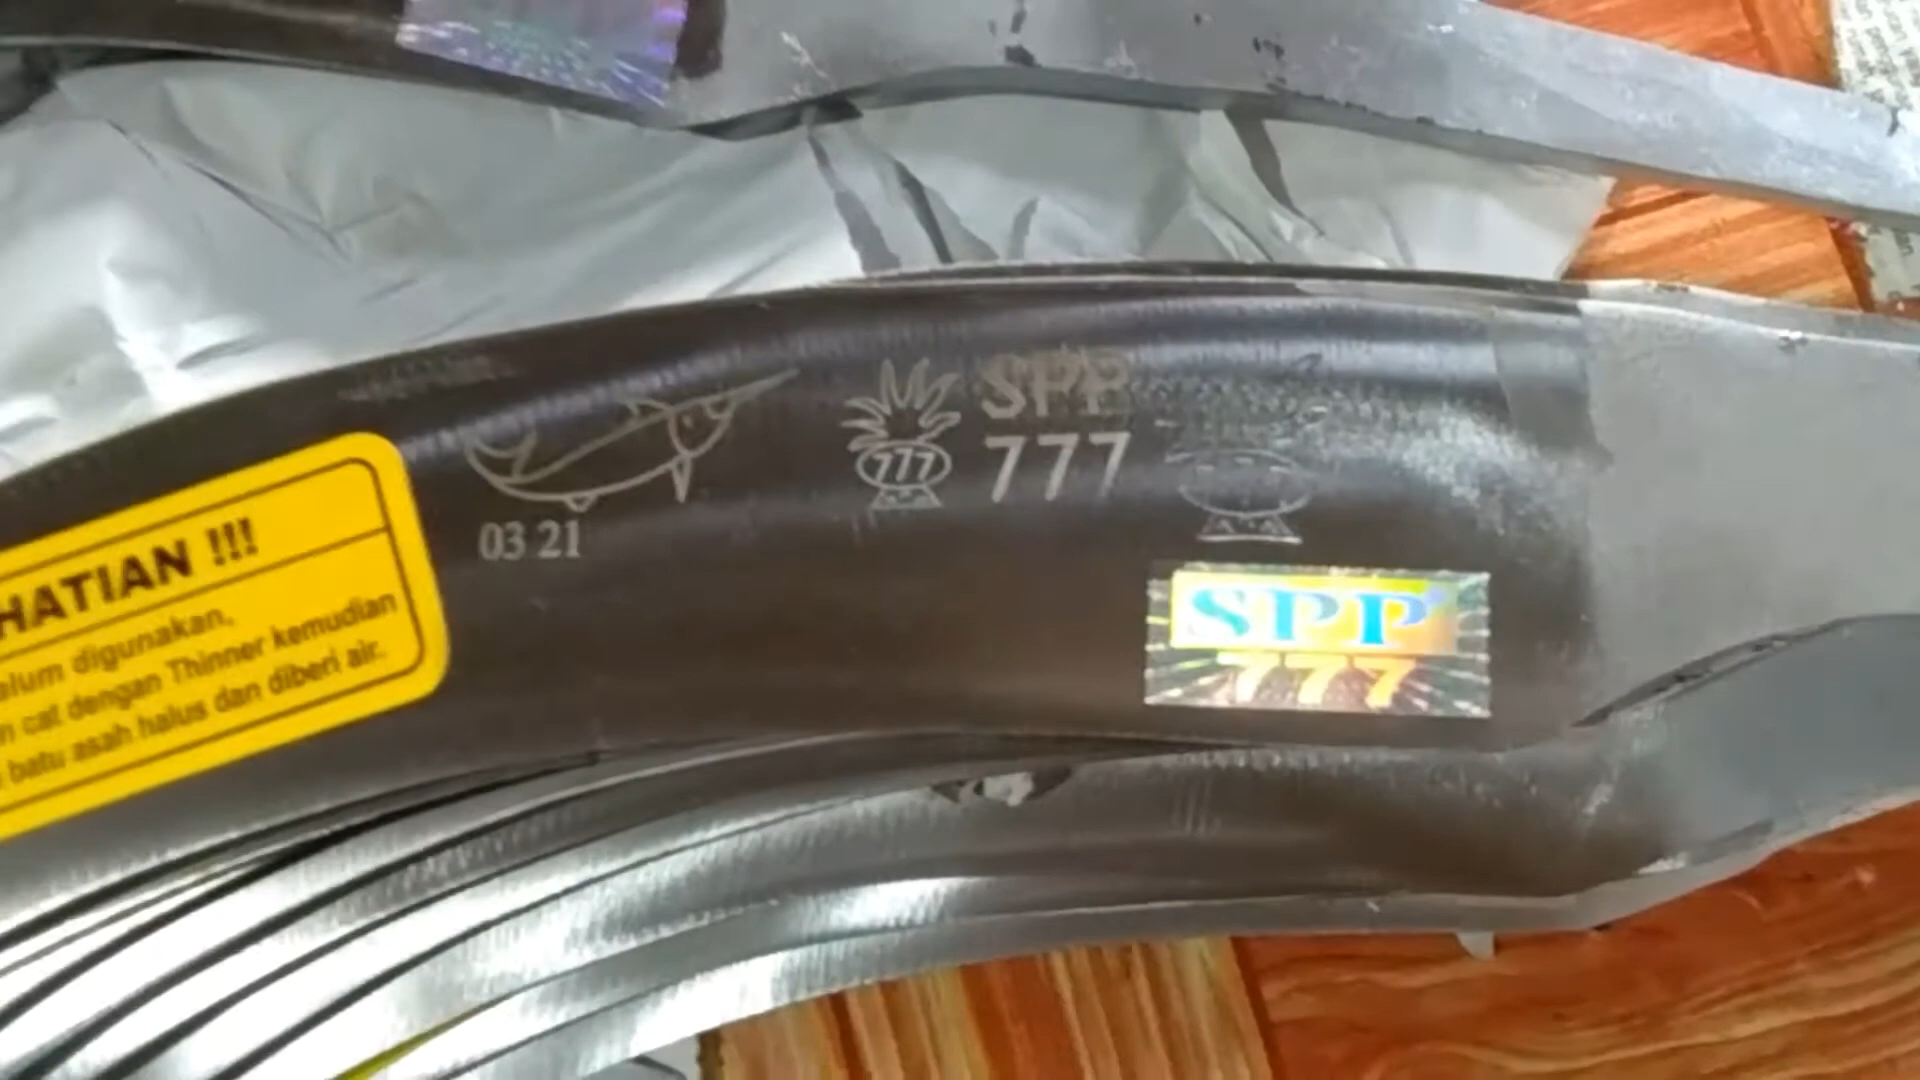 SPP
777
777
03 21
HATIAN !!!
digunakan,
cat dengan Thinner kemudian
batu asah halus dan diberi air.
SPP
777